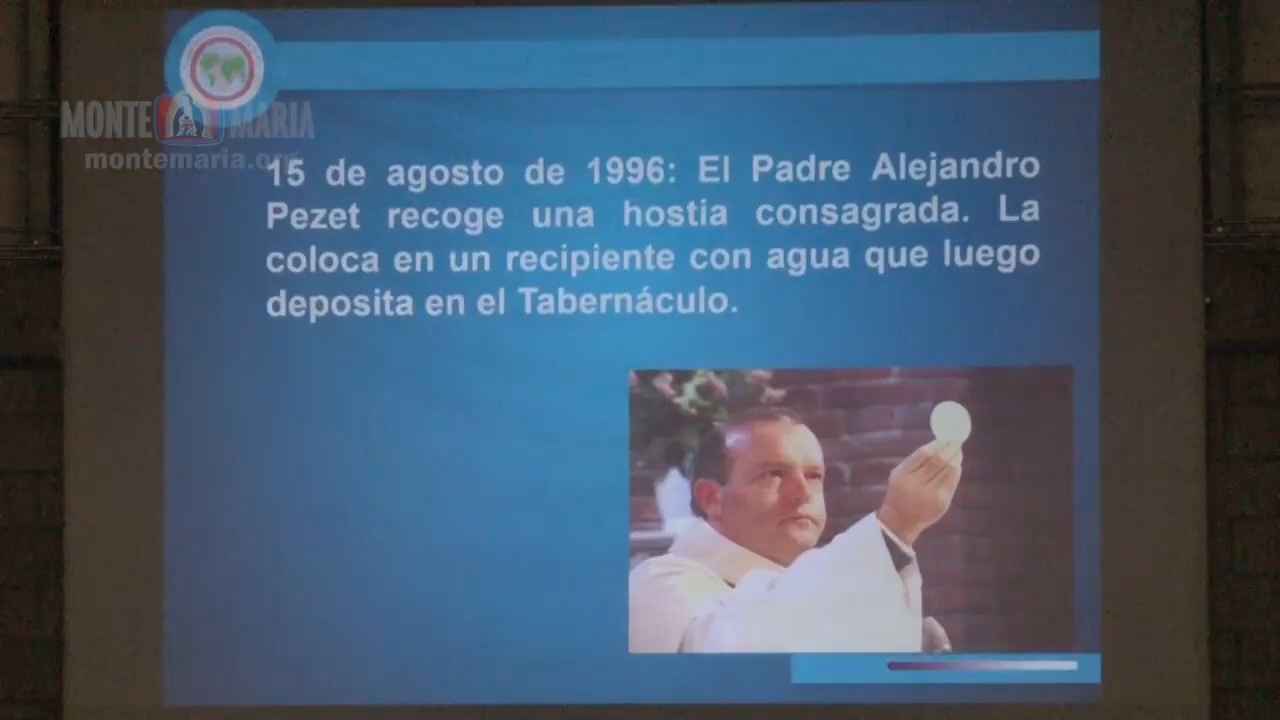 MONTE MARIA
montemaria.org
15 de agosto de 1996: El Padre Alejandro
Pezet recoge una hostia consagrada. La
coloca en un recipiente con agua que luego
deposita en el Tabernáculo.